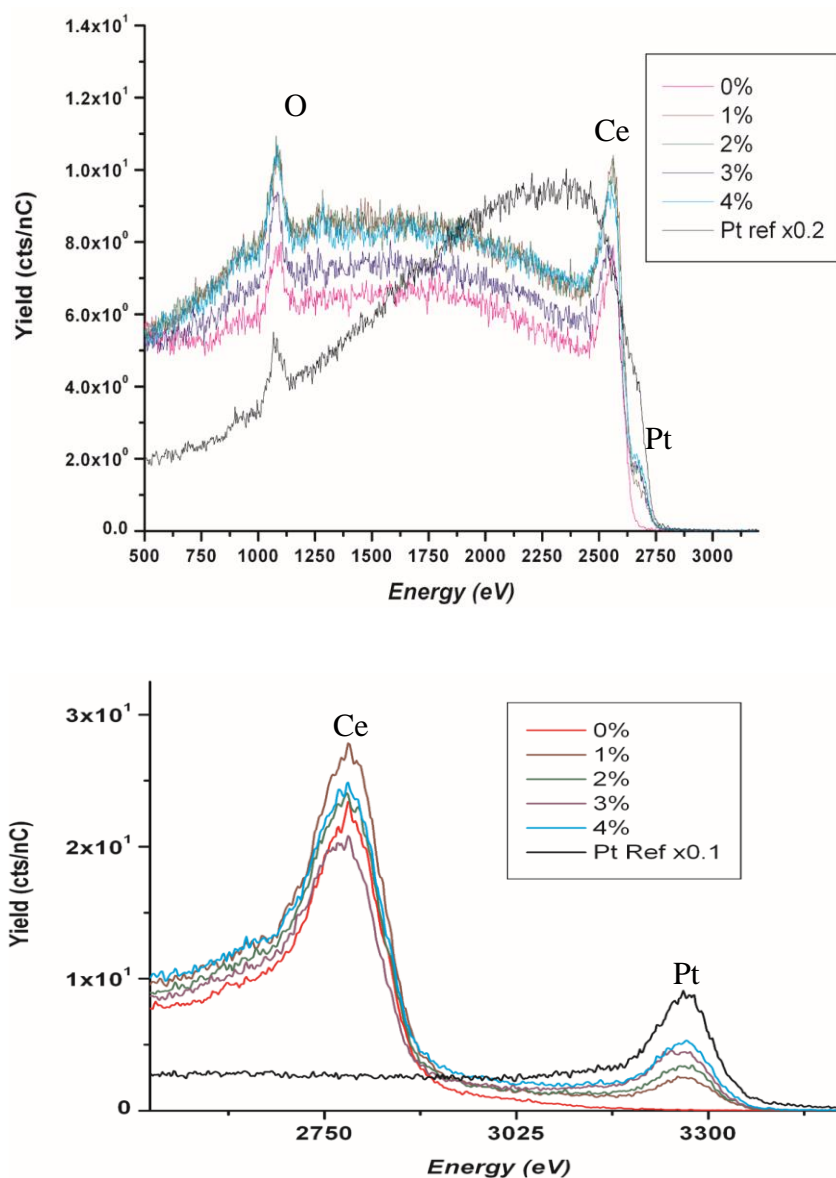 1.4x10¹
1.2x10¹
1.0x10¹
8.0x10⁰
6.0x10⁰
4.0x10⁰
2.0x10⁰
0.0
Yield (cts/nC)
O
Ce
Pt
0%
1%
2%
3%
4%
Pt ref x0.2
500 750 1000 1250 1500 1750 2000 2250 2500 2750 3000
Energy (eV)
3x10¹
2x10¹
1x10¹
0
Yield (cts/nC)
Ce
Pt
0%
1%
2%
3%
4%
Pt Ref x0.1
2750 3025 3300
Energy (eV)